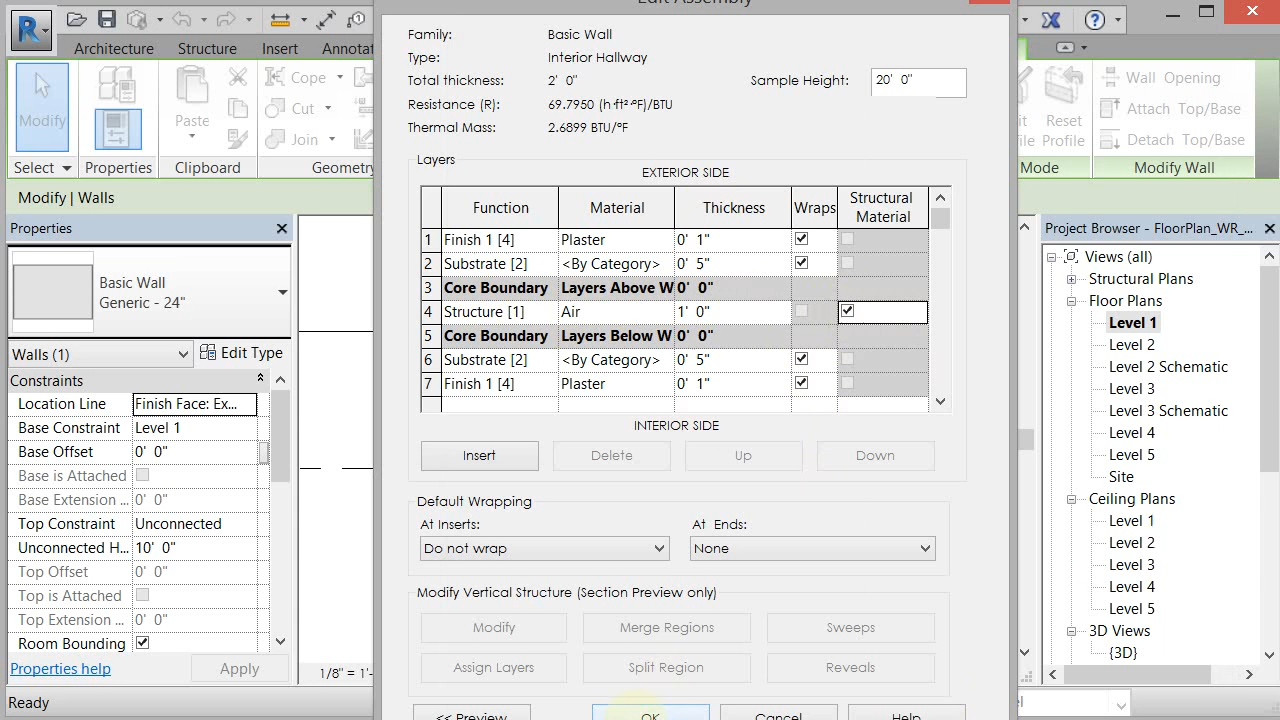 Edit Assembly
Architecture Structure Insert Annotat
Modify
Paste
Cope
Cut
Join
Reset
Profile
Wall Opening
Attach Top/Base
Detach Top/Base
Select Properties Clipboard Geometry Mode Modify Wall
Modify | Walls
Properties
Basic Wall
Generic - 24"
Walls (1) Edit Type
Constraints
Location Line Finish Face: Ex...
Base Constraint Level 1
Base Offset 0' 0"
Base is Attached
Base Extension ... 0' 0"
Top Constraint Unconnected
Unconnected H... 10' 0"
Top Offset 0' 0"
Top is Attached
Top Extension ... 0' 0"
Room Bounding
Properties help Apply
Ready
1/8" = 1'-
Family: Basic Wall
Type: Interior Hallway
Total thickness: 2' 0" Sample Height: 20' 0"
Resistance (R): 69.7950 (h·ft²·°F)/BTU
Thermal Mass: 2.6899 BTU/°F
Layers
EXTERIOR SIDE
Function Material Thickness Wraps Structural Material
1 Finish 1 [4] Plaster 0' 1"
2 Substrate [2] <By Category> 0' 5"
3 Core Boundary Layers Above W 0' 0"
4 Structure [1] Air 1' 0"
5 Core Boundary Layers Below W 0' 0"
6 Substrate [2] <By Category> 0' 5"
7 Finish 1 [4] Plaster 0' 1"
INTERIOR SIDE
Insert Delete Up Down
Default Wrapping
At Inserts: At Ends:
Do not wrap None
Modify Vertical Structure (Section Preview only)
Modify Merge Regions Sweeps
Assign Layers Split Region Reveals
<< Preview OK Cancel Help
Project Browser - FloorPlan_WR_...
Views (all)
Structural Plans
Floor Plans
Level 1
Level 2
Level 2 Schematic
Level 3
Level 3 Schematic
Level 4
Level 5
Site
Ceiling Plans
Level 1
Level 2
Level 3
Level 4
Level 5
3D Views
{3D}